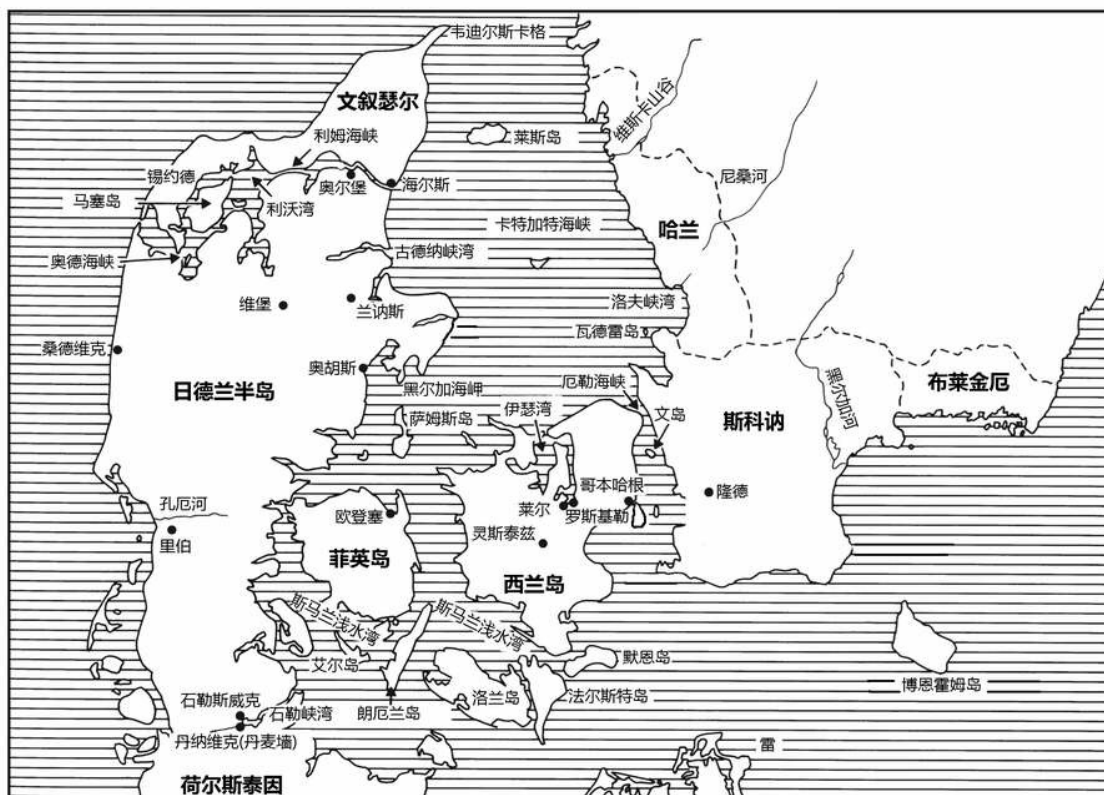 韦迪尔斯卡格
文叙瑟尔
维斯卡山谷
利姆海峡
莱斯岛
锡约德
奥尔堡
海尔斯
尼桑河
马塞岛
利沃湾
卡特加特海峡
哈兰
奥德海峡
古德纳峡湾
维堡
兰讷斯
洛夫峡湾
瓦德雷岛
桑德维克
奥胡斯
厄勒海峡
黑尔加河
布莱金厄
日德兰半岛
黑尔加海岬
伊瑟湾
文岛
斯科讷
萨姆斯岛
哥本哈根
隆德
孔厄河
欧登塞
莱尔
罗斯基勒
里伯
灵斯泰兹
菲英岛
西兰岛
斯马兰浅水湾
斯马兰浅水湾
艾尔岛
默恩岛
博恩霍姆岛
石勒斯威克
石勒峡湾
朗厄兰岛
洛兰岛
法尔斯特岛
丹纳维克(丹麦墙)
雷
荷尔斯泰因